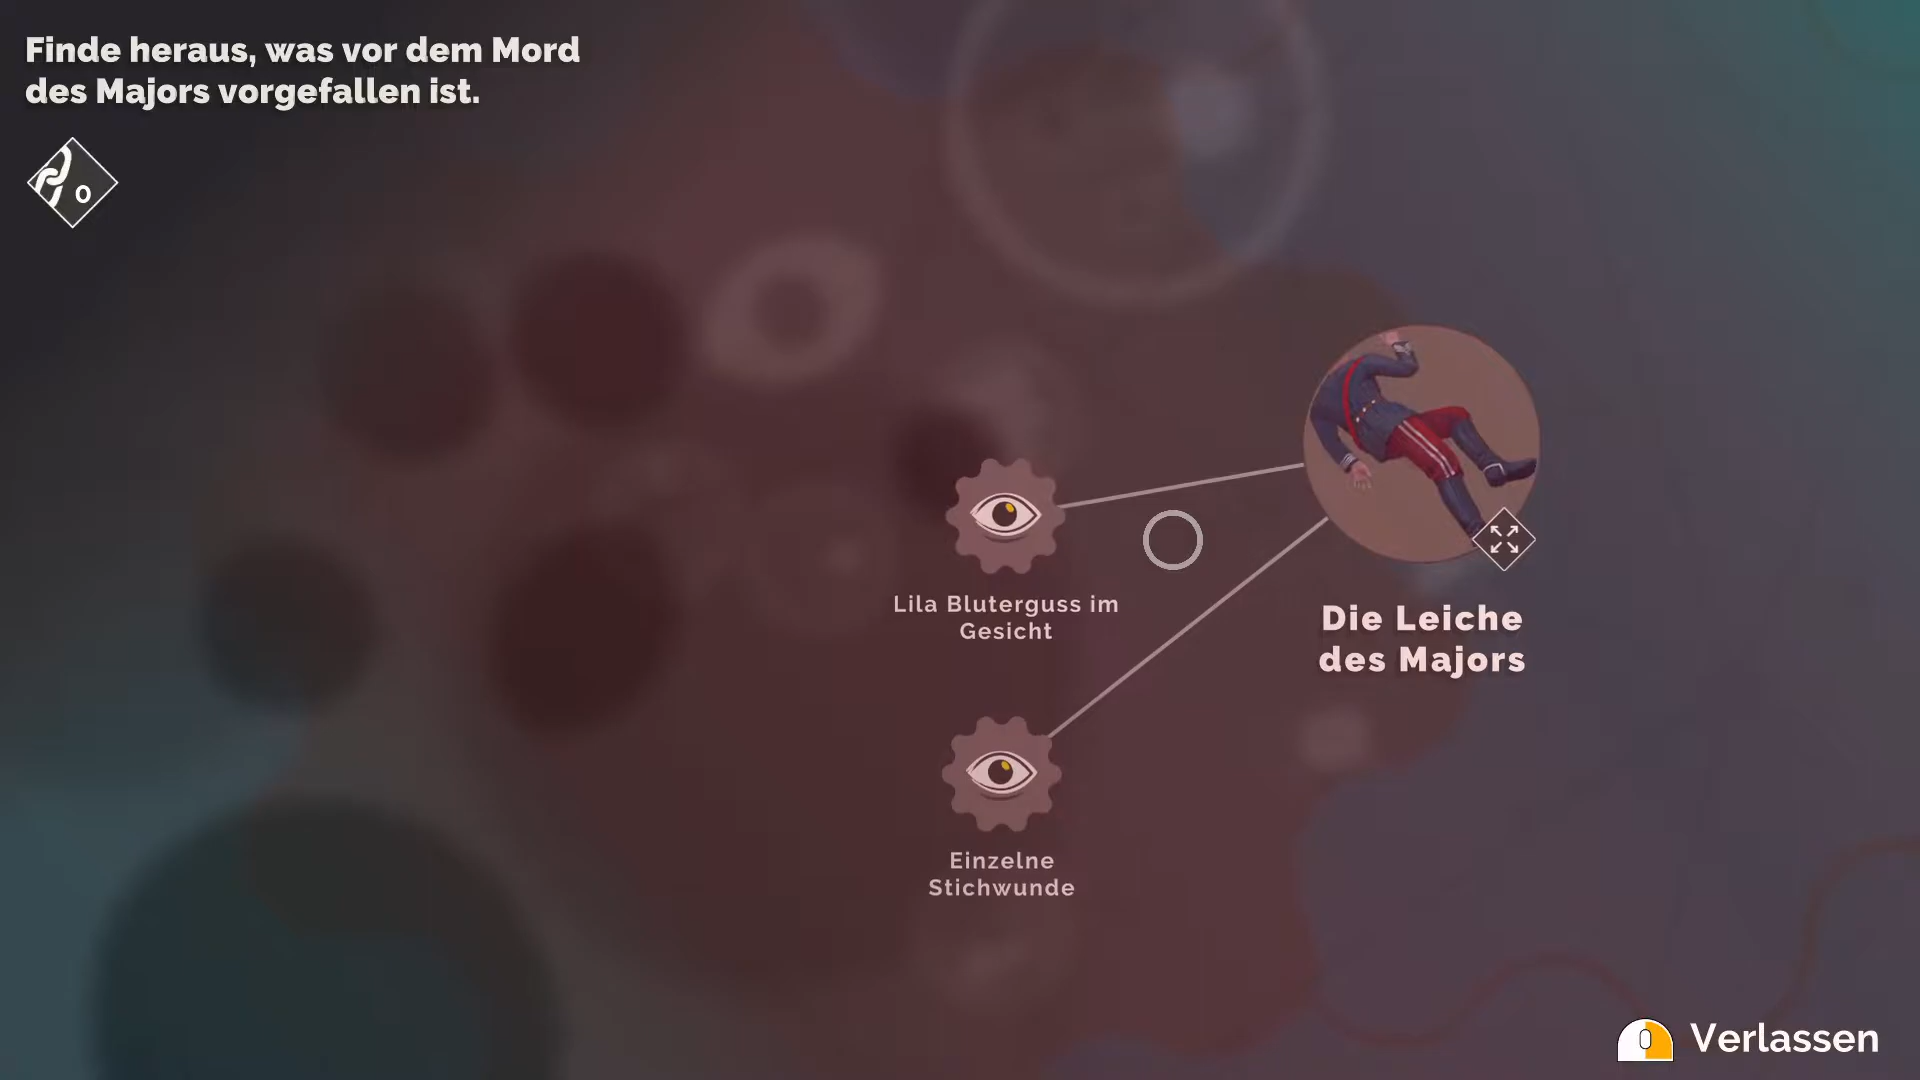 Finde heraus, was vor dem Mord
des Majors vorgefallen ist.
0
Lila Bluterguss im
Gesicht
Die Leiche
des Majors
Einzelne
Stichwunde
Verlassen